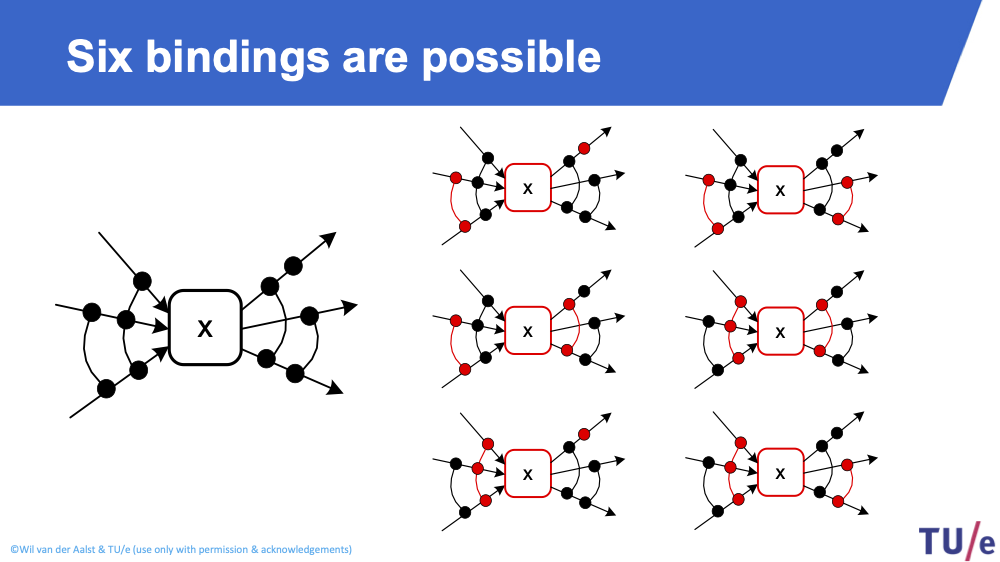 Six bindings are possible
X
X
X
X
X
X
X
©Wil van der Aalst & TU/e (use only with permission & acknowledgements)
TU/e